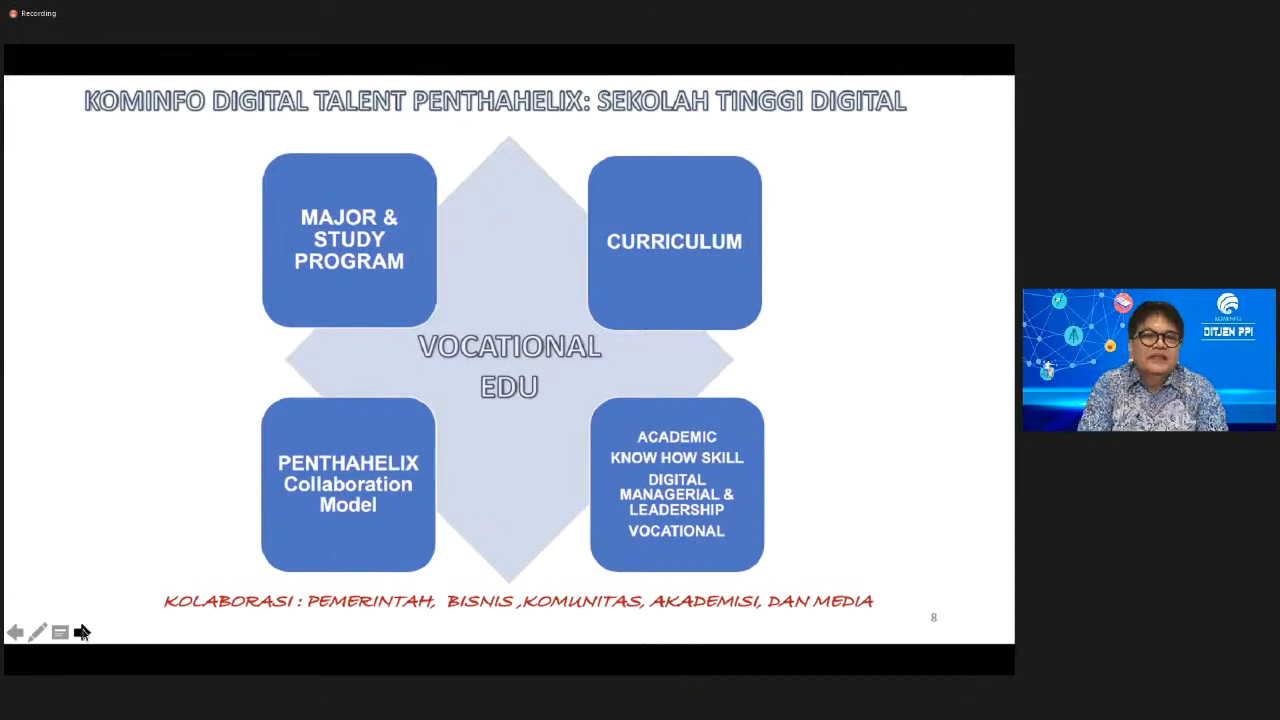 Recording
KOMINFO DIGITAL TALENT PENTHAHELIX: SEKOLAH TINGGI DIGITAL
MAJOR &
STUDY
PROGRAM
CURRICULUM
VOCATIONAL
EDU
PENTHAHELIX
Collaboration
Model
ACADEMIC
KNOW HOW SKILL
DIGITAL
MANAGERIAL &
LEADERSHIP
VOCATIONAL
KOLABORASI : PEMERINTAH, BISNIS ,KOMUNITAS, AKADEMISI, DAN MEDIA
8
KOMINFO
DITJEN PPI